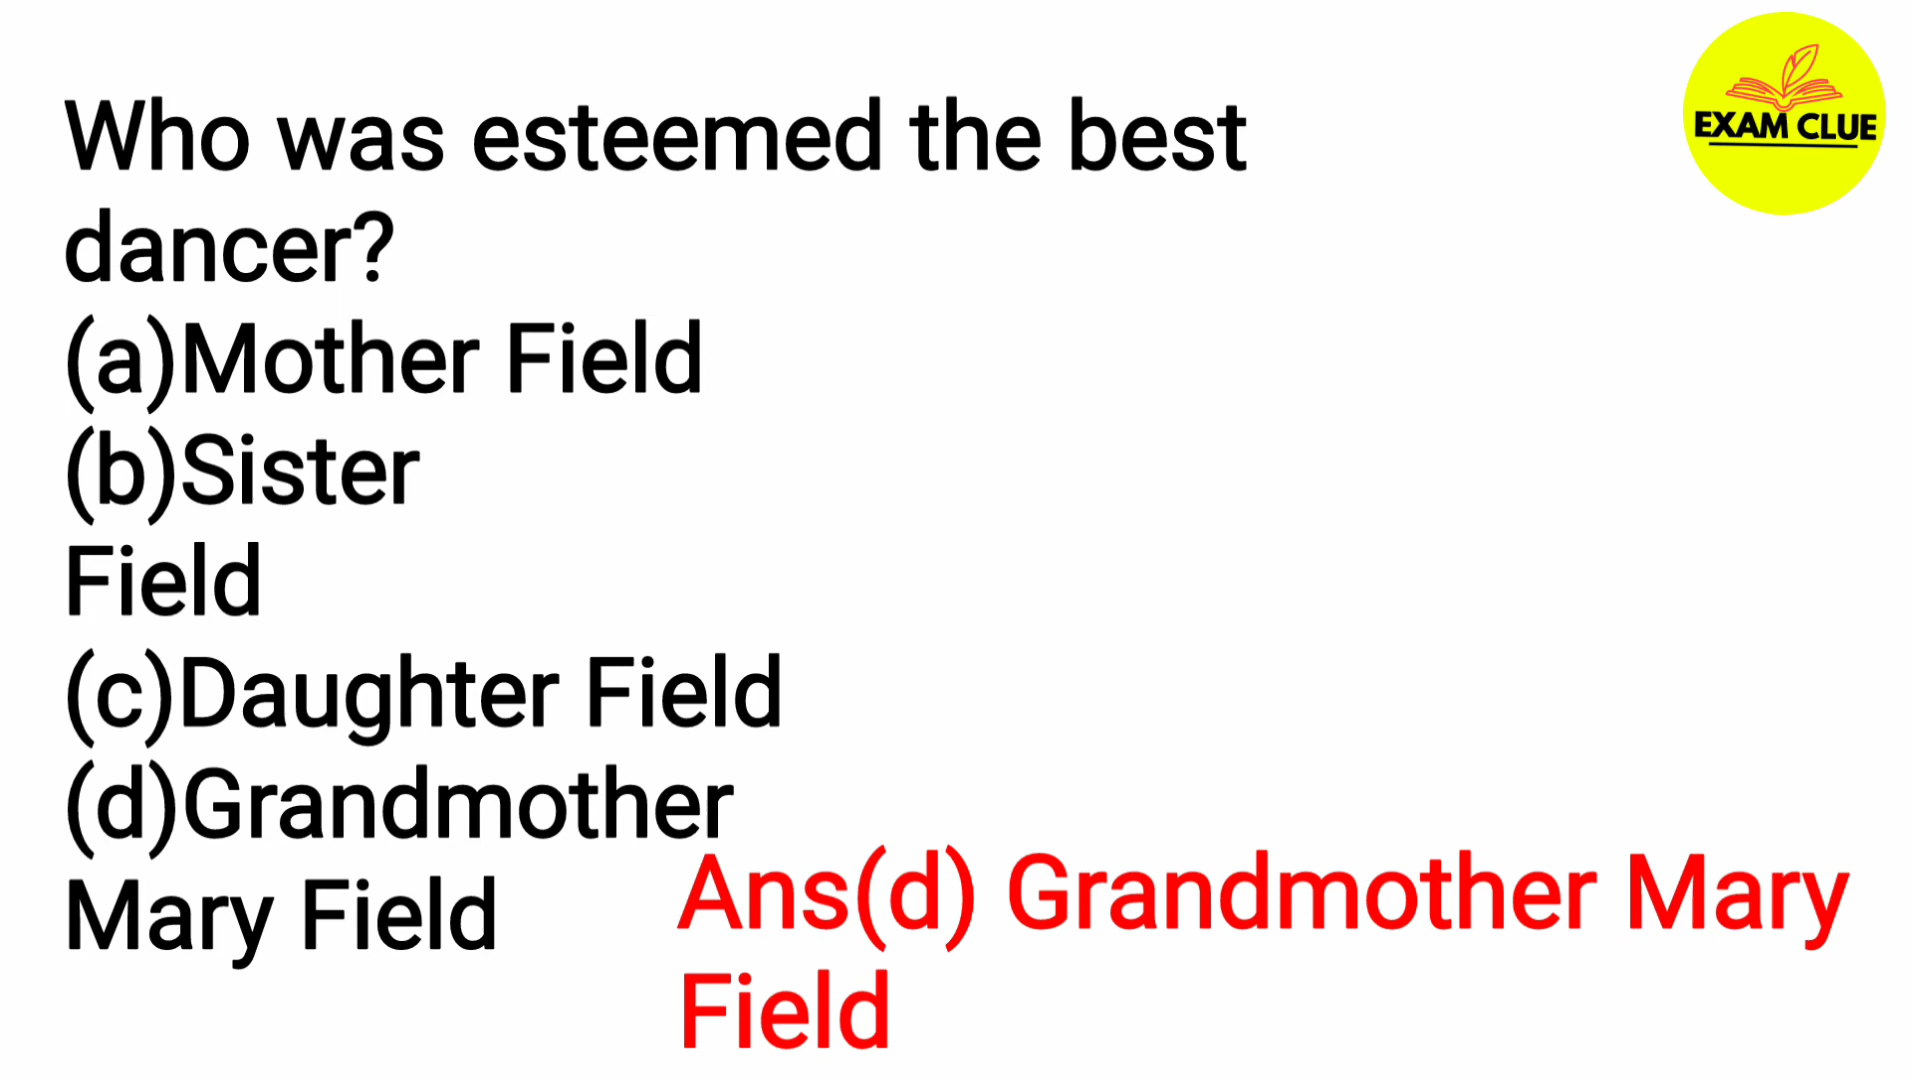 Who was esteemed the best
dancer?
(a)Mother Field
(b)Sister
Field
(c)Daughter Field
(d)Grandmother
Mary Field
Ans(d) Grandmother Mary
Field
EXAM CLUE